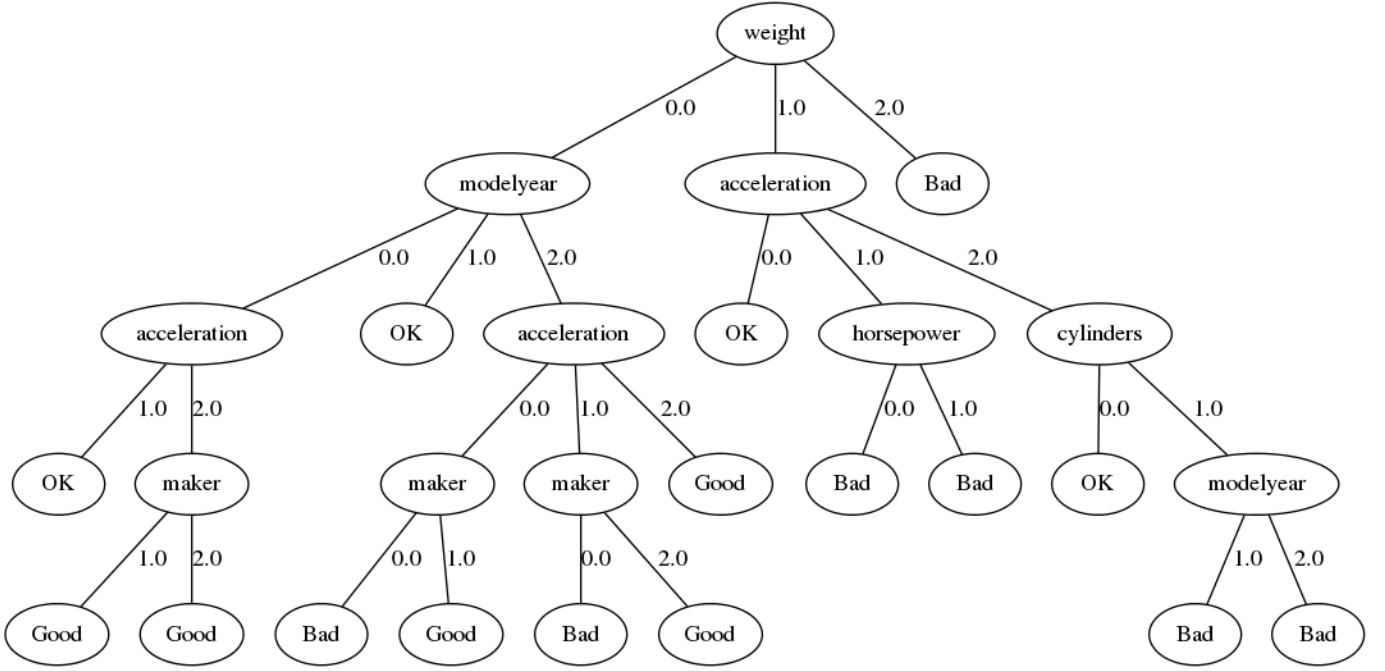 weight
0.0 1.0 2.0
modelyear acceleration Bad
0.0 1.0 2.0 0.0 1.0 2.0
acceleration OK acceleration OK horsepower cylinders
1.0 2.0 0.0 1.0 2.0 0.0 1.0 0.0 1.0
OK maker maker maker Good Bad Bad OK modelyear
1.0 2.0 0.0 1.0 0.0 2.0 1.0 2.0
Good Good Bad Good Bad Good Bad Bad